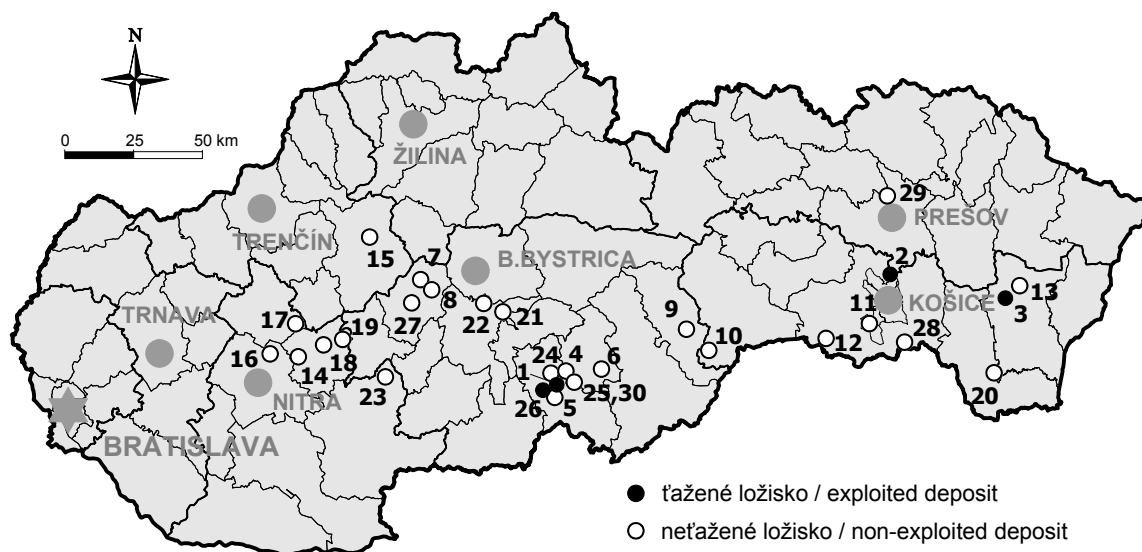 N
0 25 50 km
ŽILINA
29
PREŠOV
TRENČÍN
15
7
B.BYSTRICA
2
8
13
TRNAVA
27
22
21
9
11
KOŠICE
3
17
19
10
12
28
16
14
18
24
4
6
1
20
NITRA
23
26
5
25,30
BRATISLAVA
ťažené ložisko / exploited deposit
neťažené ložisko / non-exploited deposit